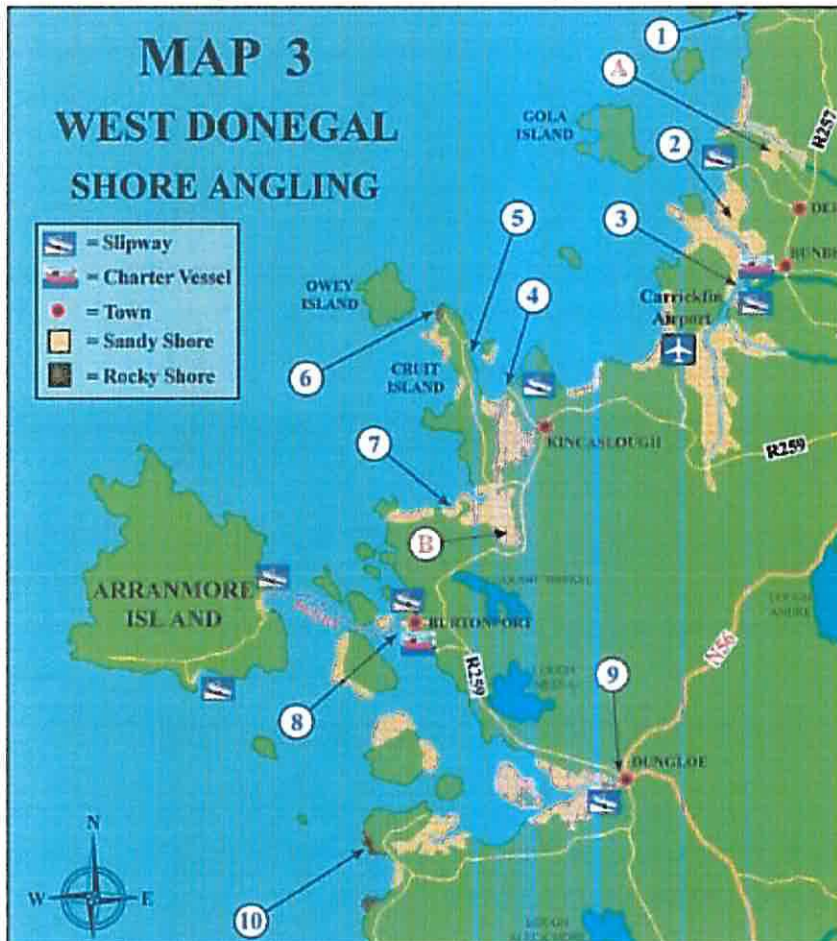 MAP 3
WEST DONEGAL
SHORE ANGLING
= Slipway
= Charter Vessel
= Town
= Sandy Shore
= Rocky Shore
1
A
GOLA
ISLAND
R257
2
3
5
OWEY
ISLAND
4
Carrickfin
Airport
6
CRUIT
ISLAND
KINCASLOUGH
R259
7
B
ARRANMORE
ISLAND
BURTONPORT
N56
R259
8
9
DUNGLOE
N
W
E
10
LOUGH